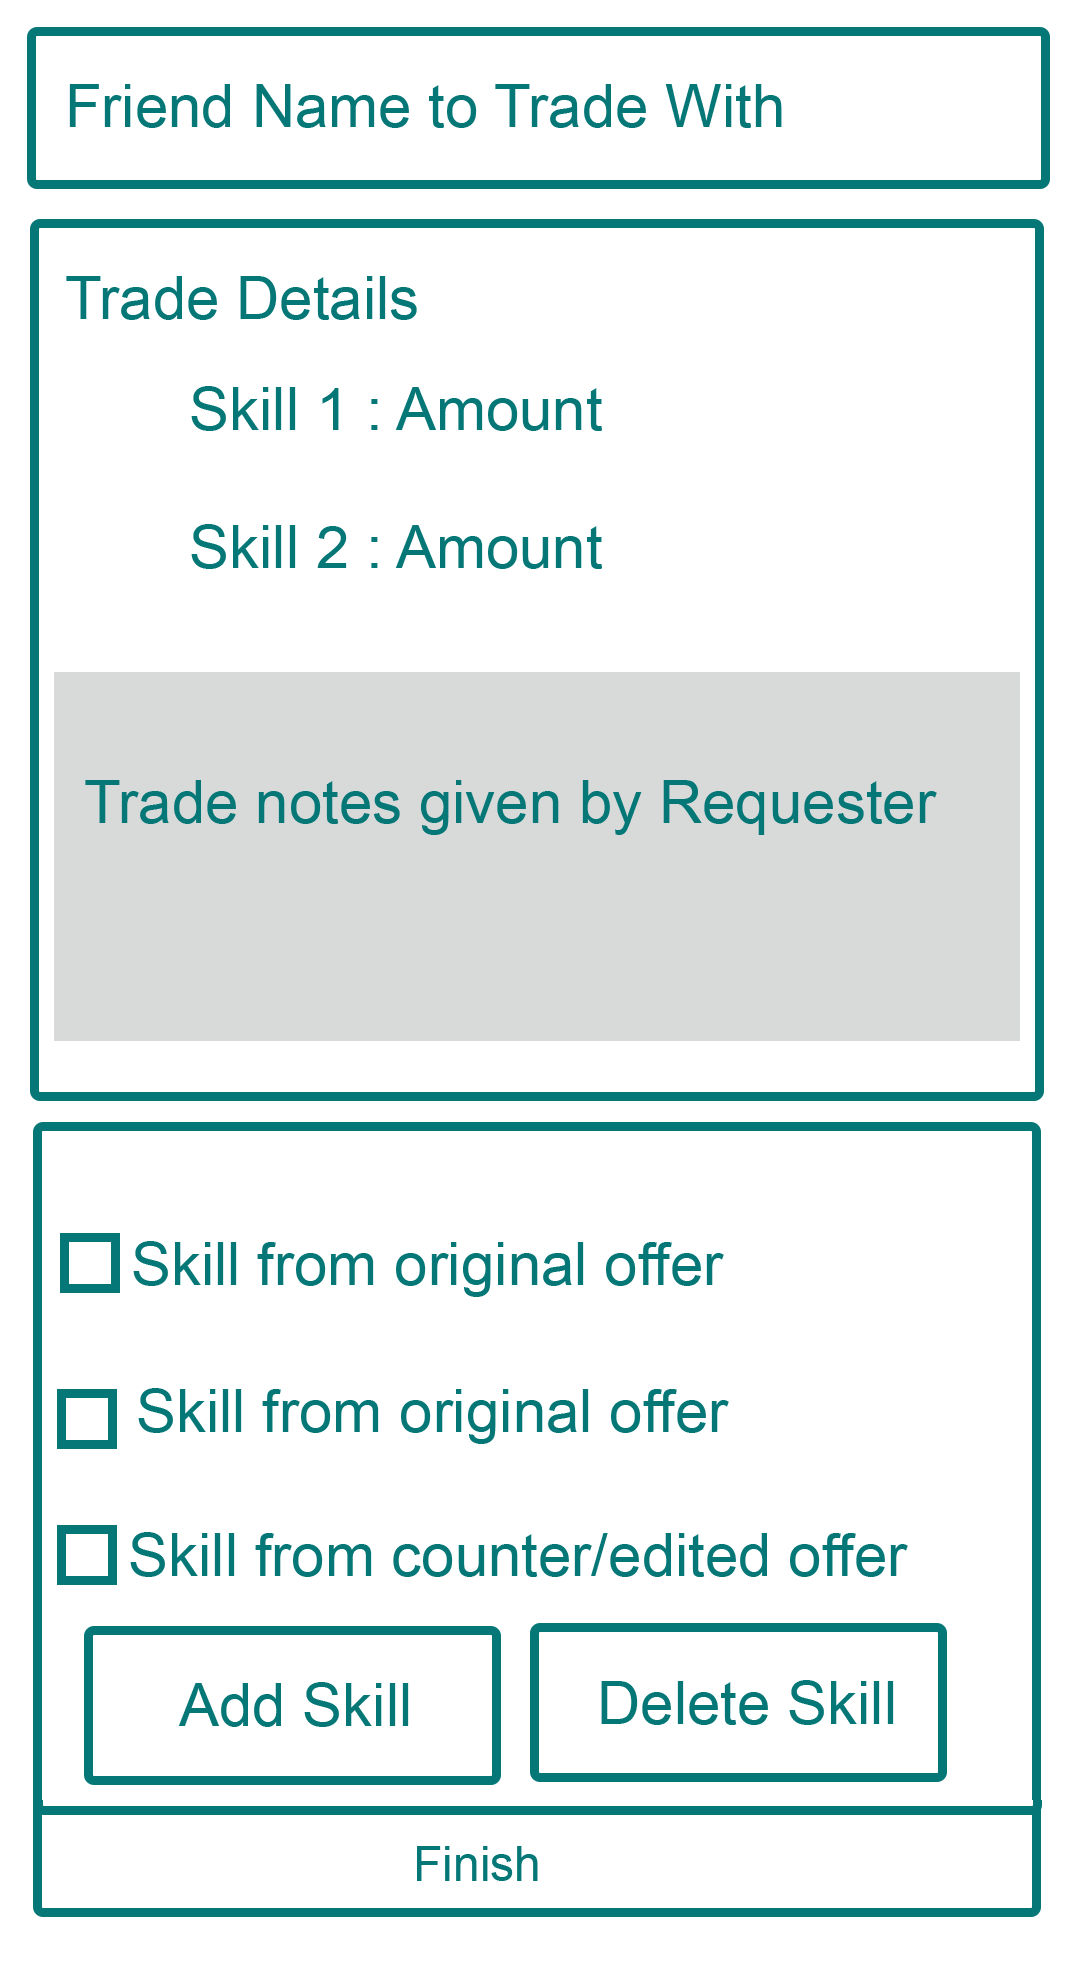 Friend Name to Trade With
Trade Details
Skill 1 : Amount
Skill 2 : Amount
Trade notes given by Requester
Skill from original offer
Skill from original offer
Skill from counter/edited offer
Add Skill
Delete Skill
Finish